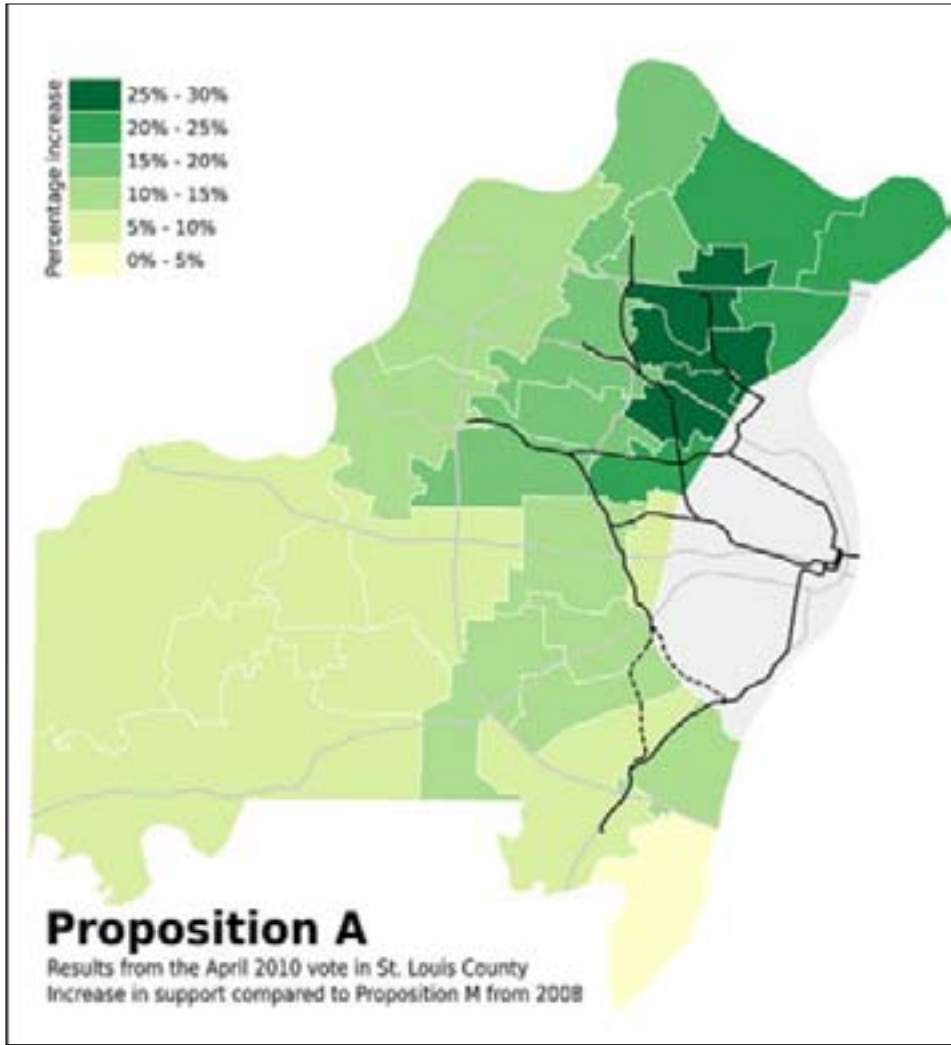 Percentage increase
25% - 30%
20% - 25%
15% - 20%
10% - 15%
5% - 10%
0% - 5%
Proposition A
Results from the April 2010 vote in St. Louis County
Increase in support compared to Proposition M from 2008